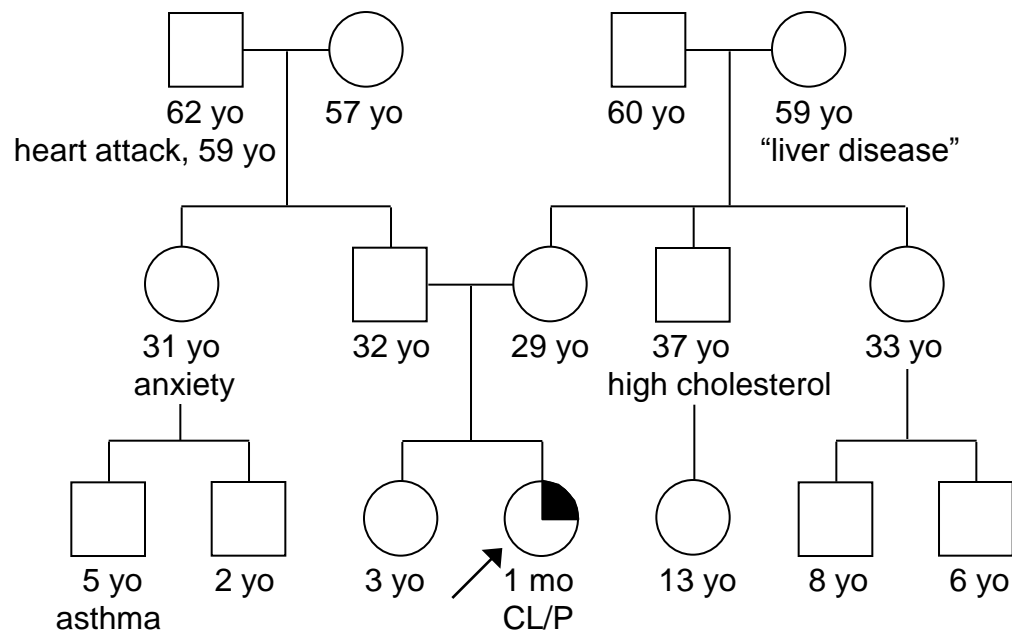 62 yo
heart attack, 59 yo
57 yo
60 yo
59 yo
“liver disease”
31 yo
anxiety
32 yo
29 yo
37 yo
high cholesterol
33 yo
5 yo
asthma
2 yo
3 yo
1 mo
CL/P
13 yo
8 yo
6 yo